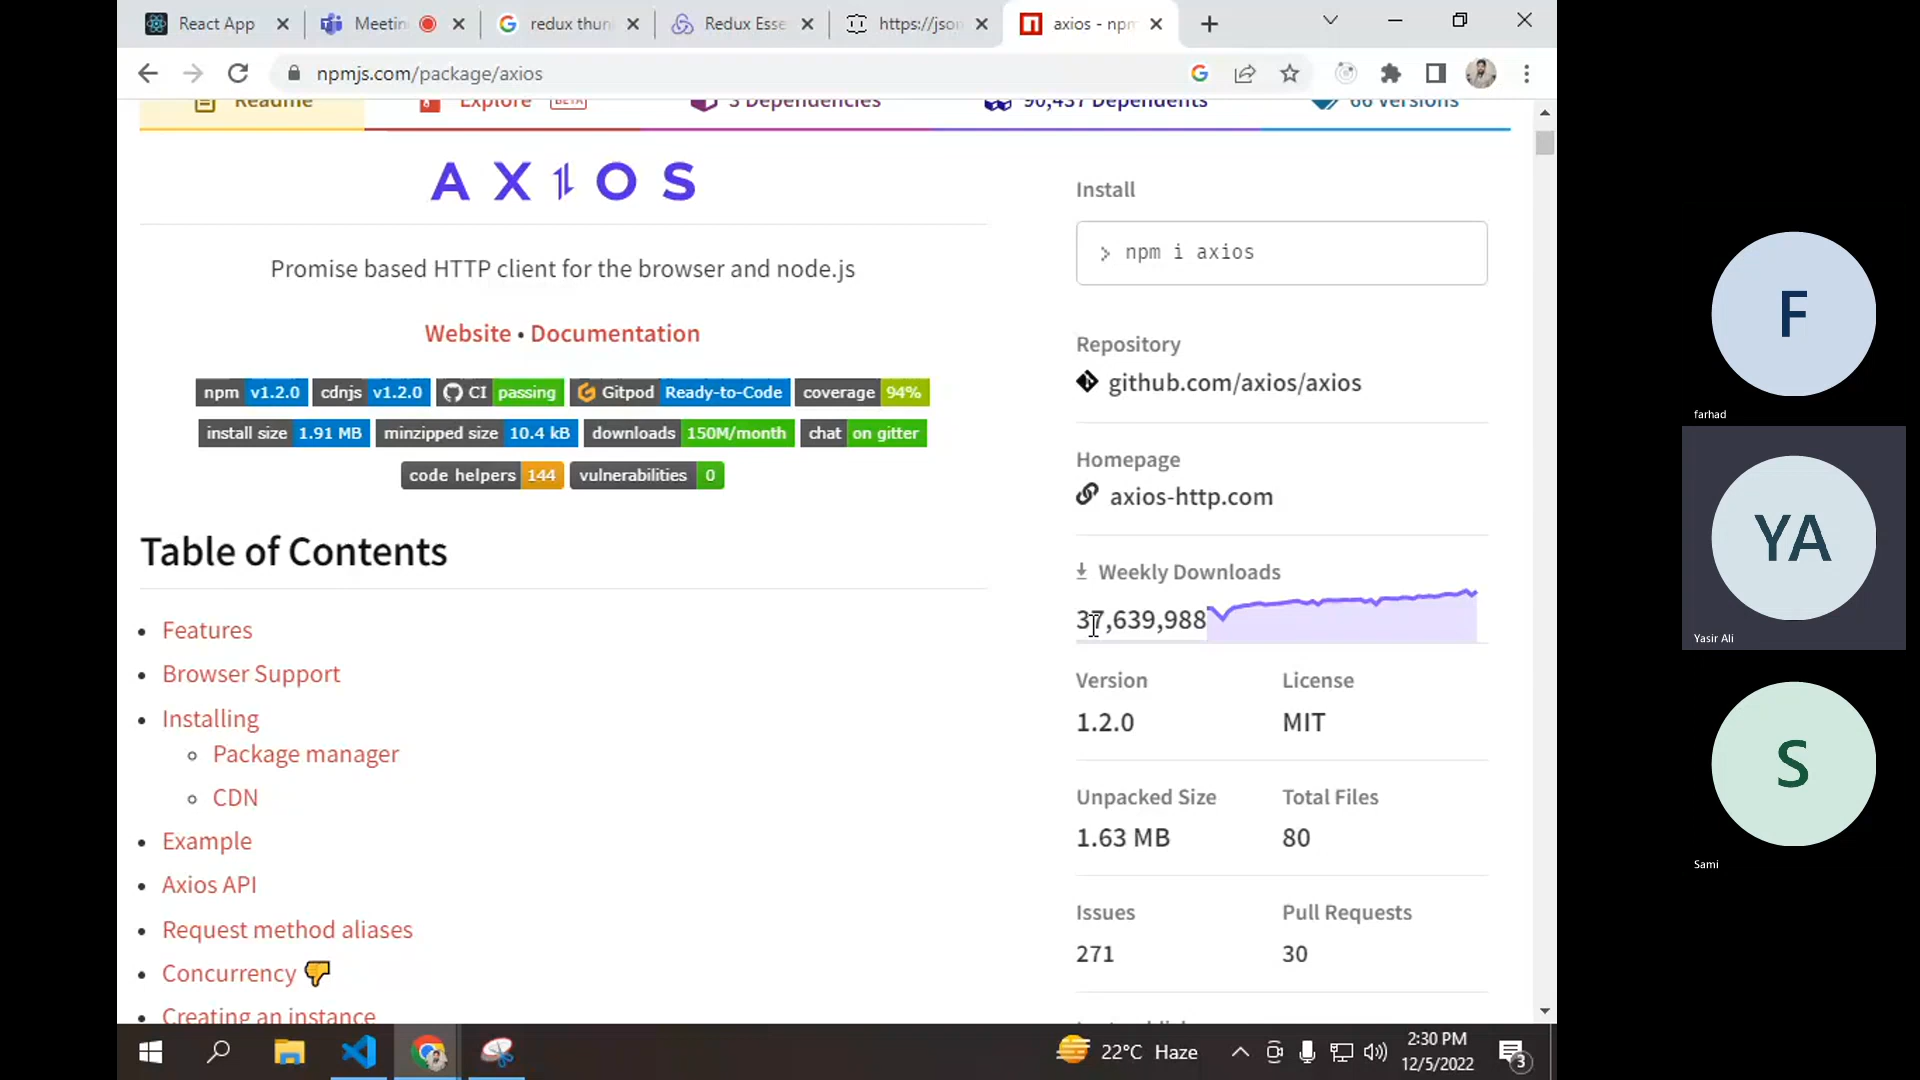 React App
Meetin
redux thun
Redux Esse
https://jsor
axios - npm
npmjs.com/package/axios
Readme
Explore BETA
3 Dependencies
90,437 Dependents
66 Versions
AXIOS
Promise based HTTP client for the browser and node.js
Website • Documentation
npm v1.2.0 cdnjs v1.2.0 CI passing Gitpod Ready-to-Code coverage 94%
install size 1.91 MB minzipped size 10.4 kB downloads 150M/month chat on gitter
code helpers 144 vulnerabilities 0
Table of Contents
Features
Browser Support
Installing
Package manager
CDN
Example
Axios API
Request method aliases
Concurrency 👎
Creating an instance
Install
> npm i axios
Repository
github.com/axios/axios
Homepage
axios-http.com
Weekly Downloads
37,639,988
Version License
1.2.0 MIT
Unpacked Size Total Files
1.63 MB 80
Issues Pull Requests
271 30
F
farhad
YA
Yasir Ali
S
Sami
22°C Haze
2:30 PM
12/5/2022
3